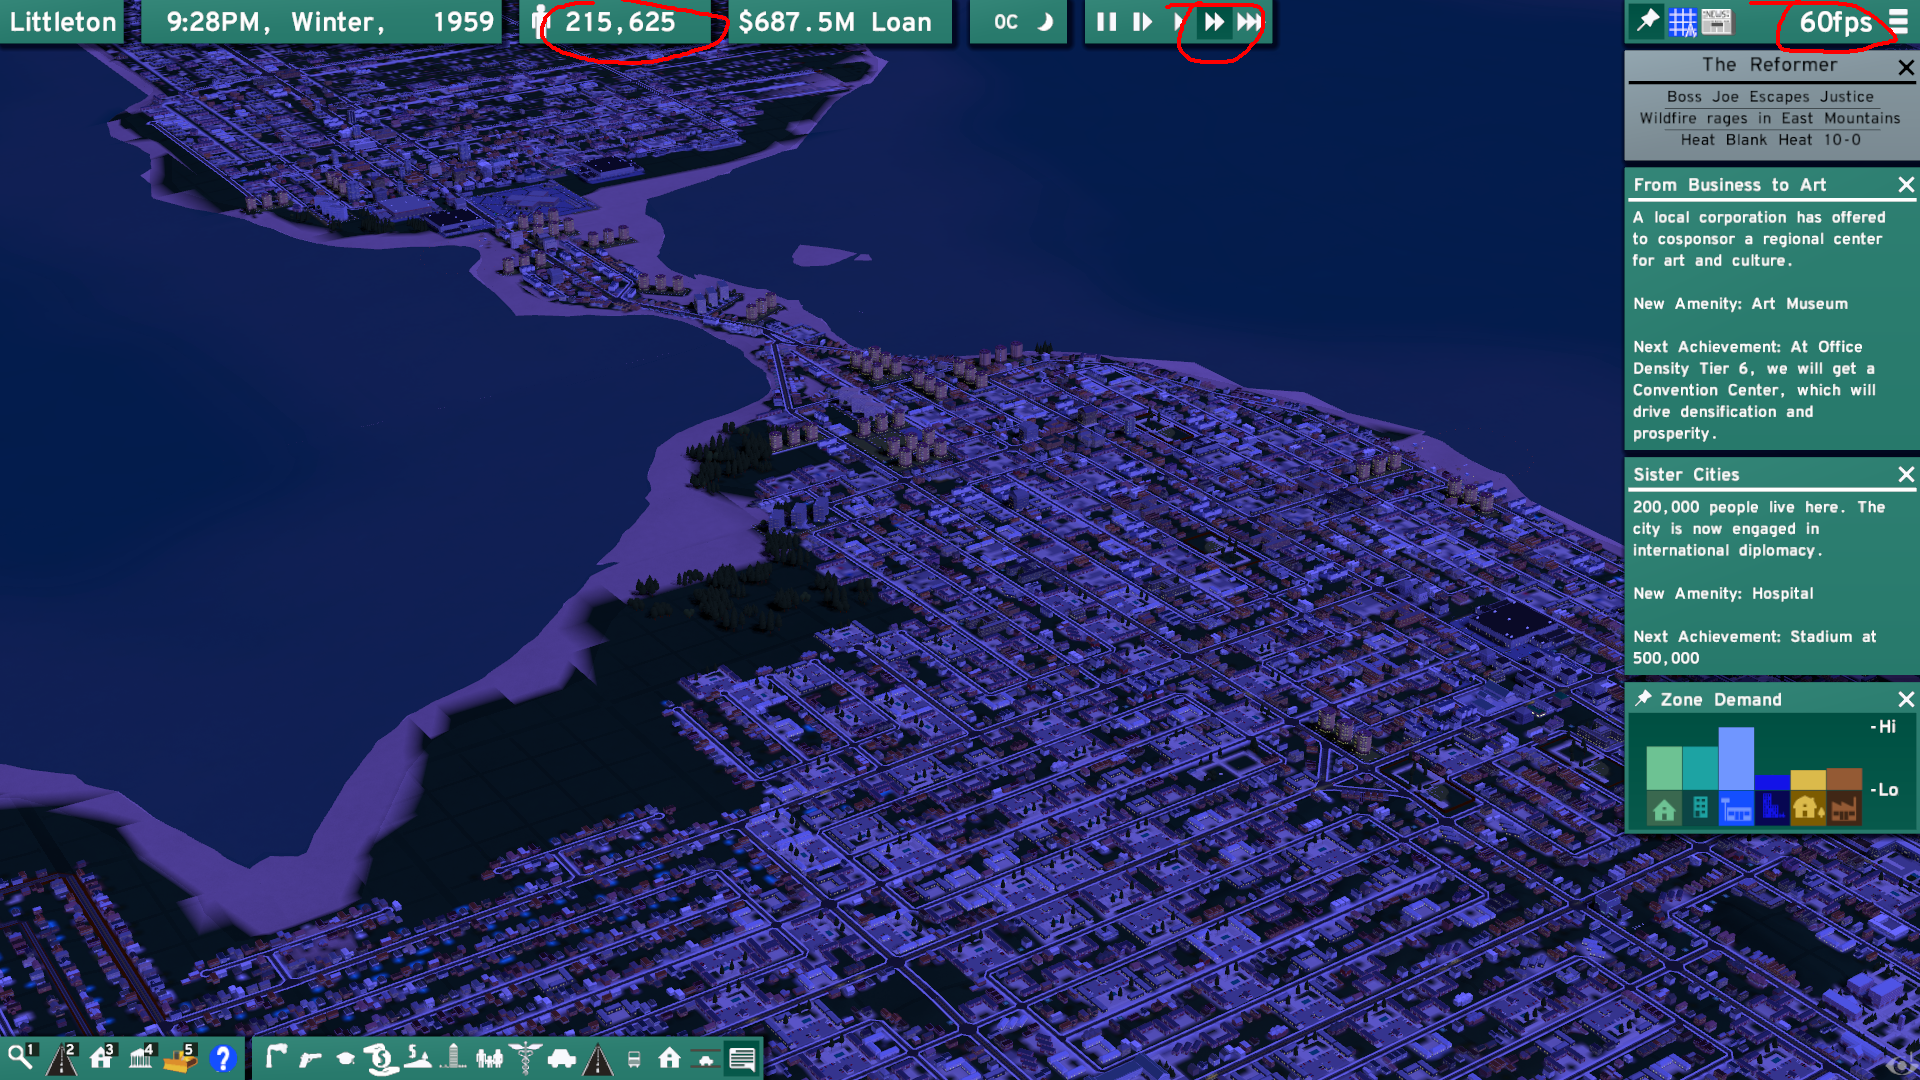 Littleton
9:28PM, Winter, 1959
215,625
$687.5M Loan
0C
NEWS
60fps
The Reformer
Boss Joe Escapes Justice
Wildfire rages in East Mountains
Heat Blank Heat 10-0
From Business to Art
A local corporation has offered
to cosponsor a regional center
for art and culture.
New Amenity: Art Museum
Next Achievement: At Office
Density Tier 6, we will get a
Convention Center, which will
drive densification and
prosperity.
Sister Cities
200,000 people live here. The
city is now engaged in
international diplomacy.
New Amenity: Hospital
Next Achievement: Stadium at
500,000
Zone Demand
-Hi
-Lo
1 2 3 4 5 ?